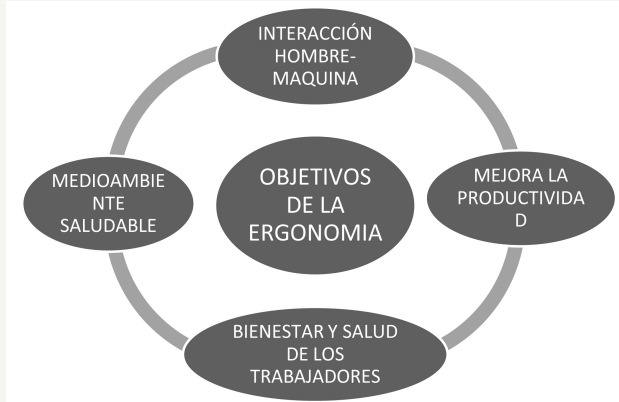 INTERACCIÓN
HOMBRE-
MAQUINA
MEDIOAMBIE
NTE
SALUDABLE
OBJETIVOS
DE LA
ERGONOMIA
MEJORA LA
PRODUCTIVIDA
D
BIENESTAR Y SALUD
DE LOS
TRABAJADORES